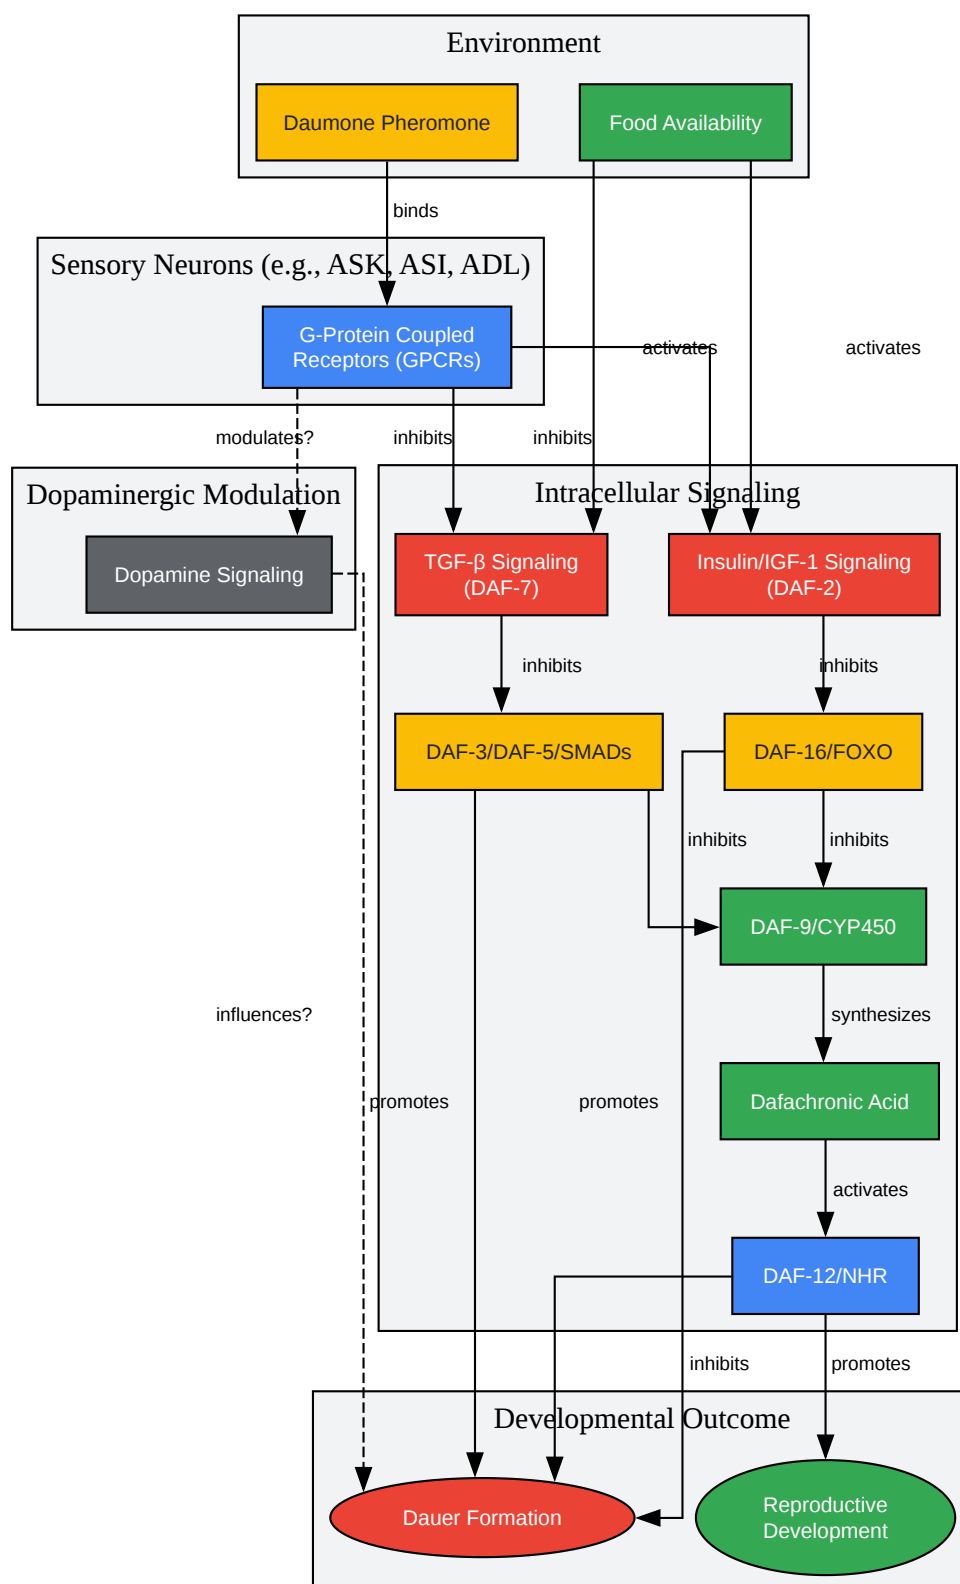 Environment
Daumone Pheromone
Food Availability
binds
Sensory Neurons (e.g., ASK, ASI, ADL)
G-Protein Coupled
Receptors (GPCRs)
activates
activates
modulates?
inhibits
inhibits
Dopaminergic Modulation
Intracellular Signaling
Dopamine Signaling
TGF-β Signaling
(DAF-7)
Insulin/IGF-1 Signaling
(DAF-2)
inhibits
inhibits
DAF-3/DAF-5/SMADs
DAF-16/FOXO
inhibits
inhibits
DAF-9/CYP450
influences?
synthesizes
promotes
promotes
Dafachronic Acid
activates
DAF-12/NHR
inhibits
promotes
Developmental Outcome
Dauer Formation
Reproductive
Development